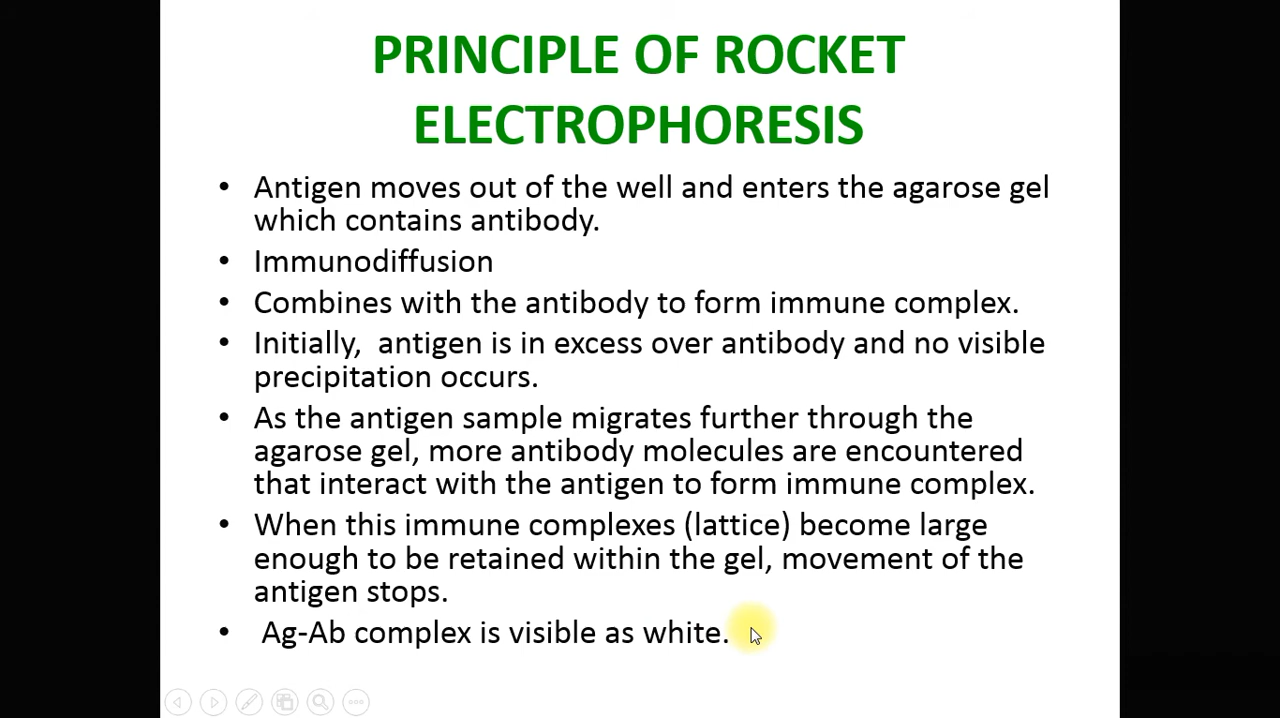 PRINCIPLE OF ROCKET
ELECTROPHORESIS
• Antigen moves out of the well and enters the agarose gel
which contains antibody.
• Immunodiffusion
• Combines with the antibody to form immune complex.
• Initially,  antigen is in excess over antibody and no visible
precipitation occurs.
• As the antigen sample migrates further through the
agarose gel, more antibody molecules are encountered
that interact with the antigen to form immune complex.
• When this immune complexes (lattice) become large
enough to be retained within the gel, movement of the
antigen stops.
• Ag-Ab complex is visible as white.